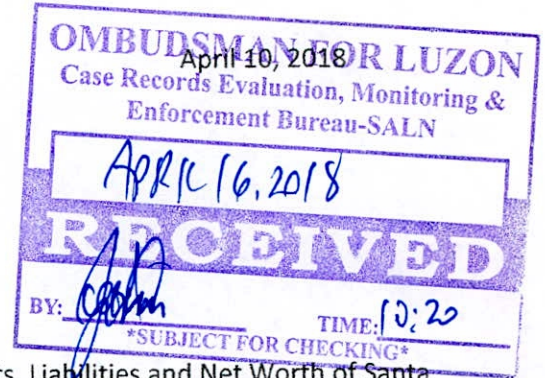 OMBUDSMAN FOR LUZON
April 10, 2018
Case Records Evaluation, Monitoring &
Enforcement Bureau-SALN
APRIL 16, 2018
RECEIVED
BY:
TIME: 10:20
*SUBJECT FOR CHECKING*
Liabilities and Net Worth of Santa